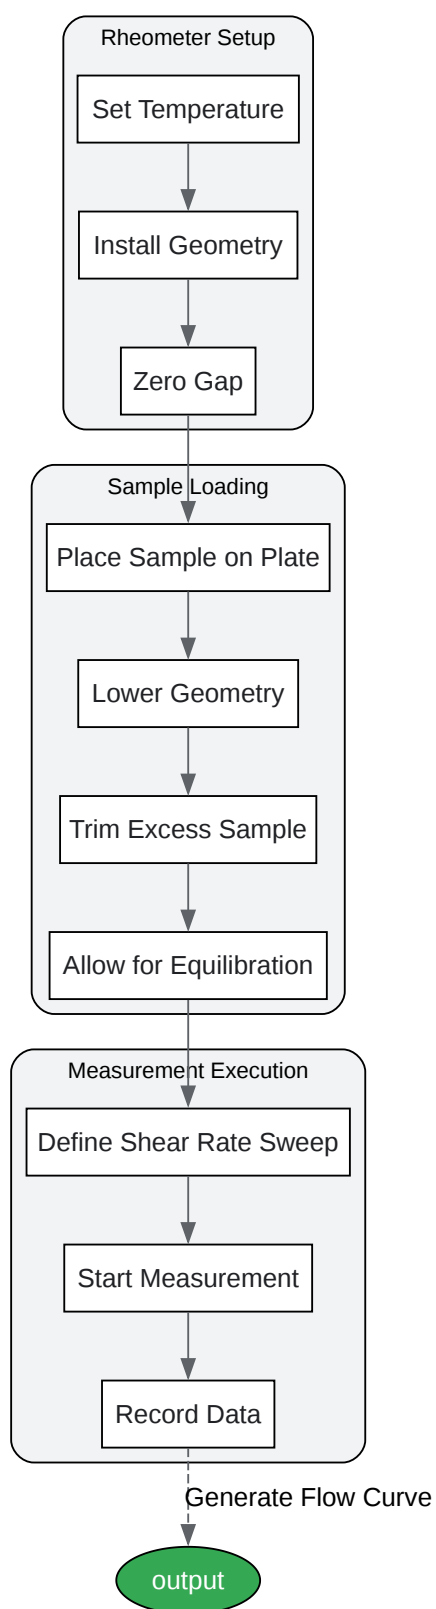 Rheometer Setup
Set Temperature
Install Geometry
Zero Gap
Sample Loading
Place Sample on Plate
Lower Geometry
Trim Excess Sample
Allow for Equilibration
Measurement Execution
Define Shear Rate Sweep
Start Measurement
Record Data
Generate Flow Curve
output